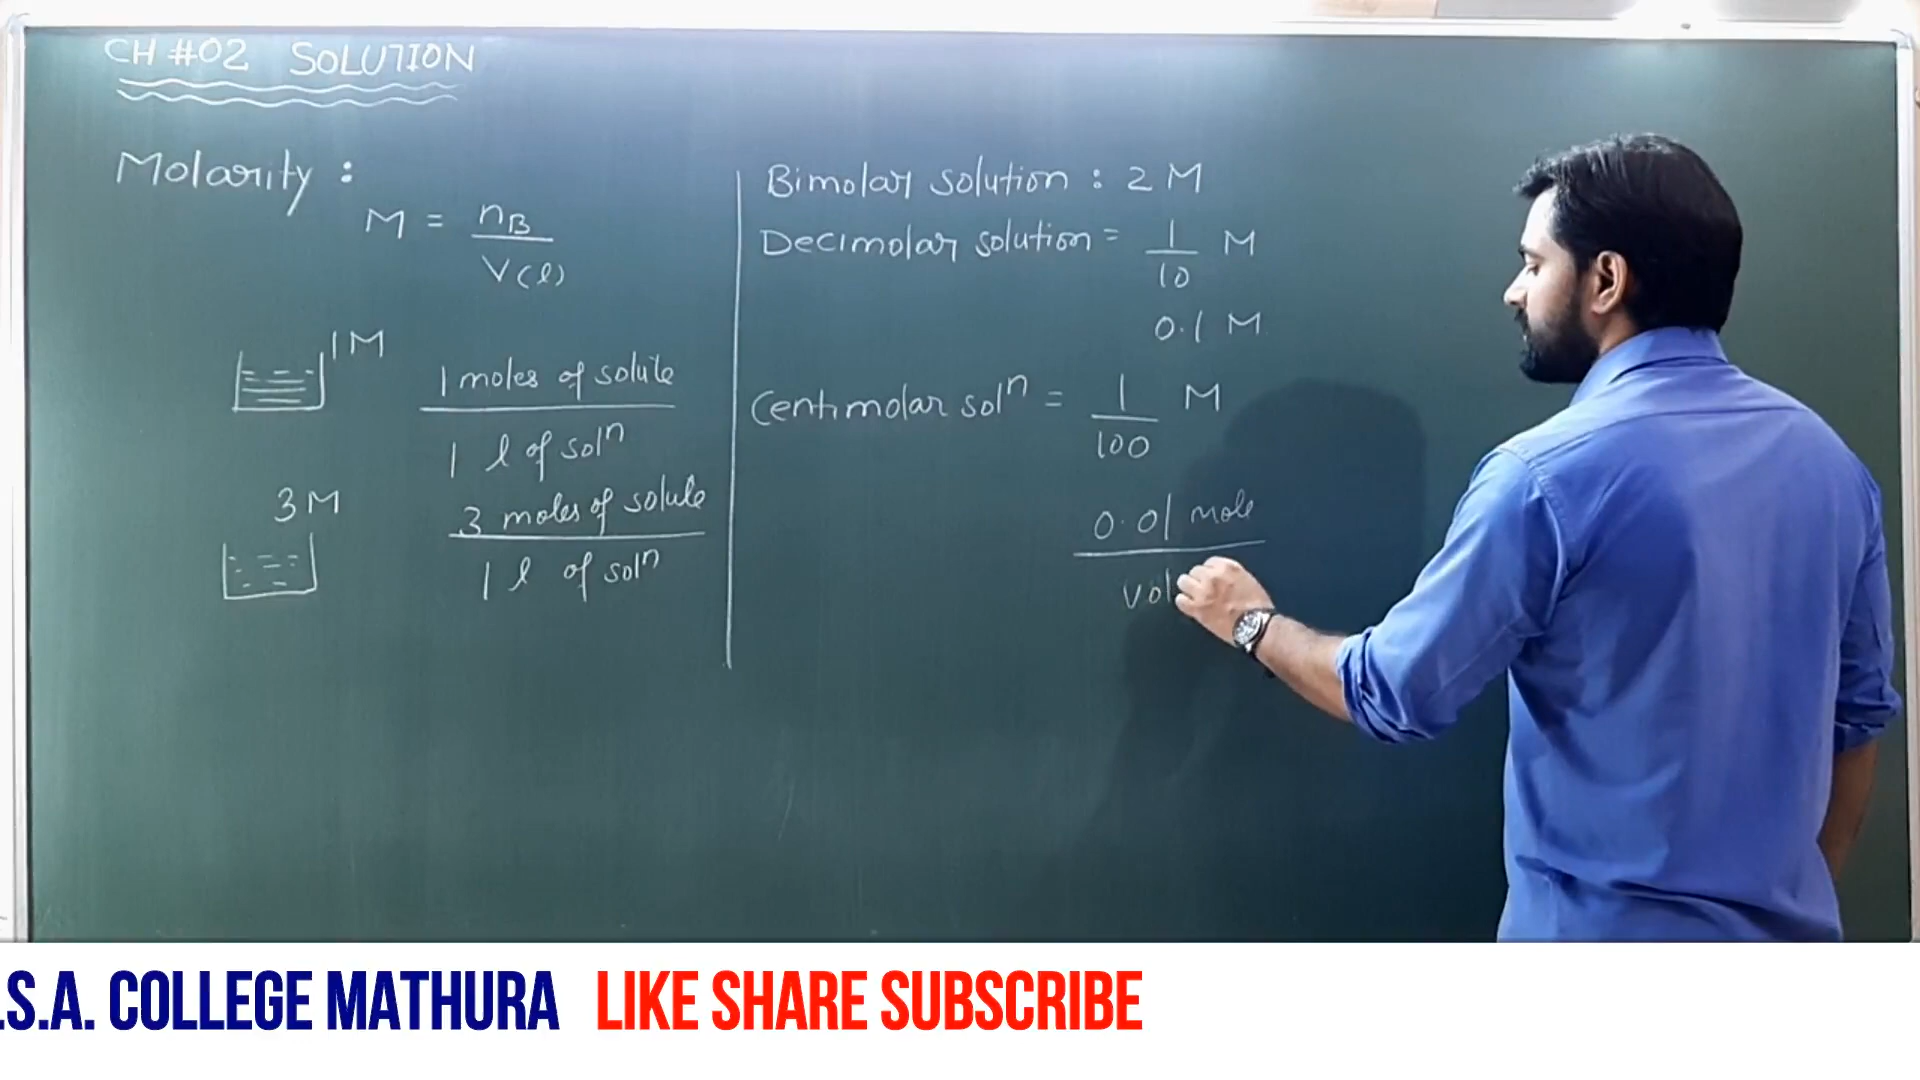 CH #02 SOLUTION
Molarity :
M = nB
V(l)
1M
1 moles of solute
1 l of solⁿ
3 M
3 moles of solute
1 l of solⁿ
Bimolar solution : 2 M
Decimolar solution = 1 M
10
0.1 M
Centimolar solⁿ = 1 M
100
0.01 mole
vol
.S.A. COLLEGE MATHURA LIKE SHARE SUBSCRIBE